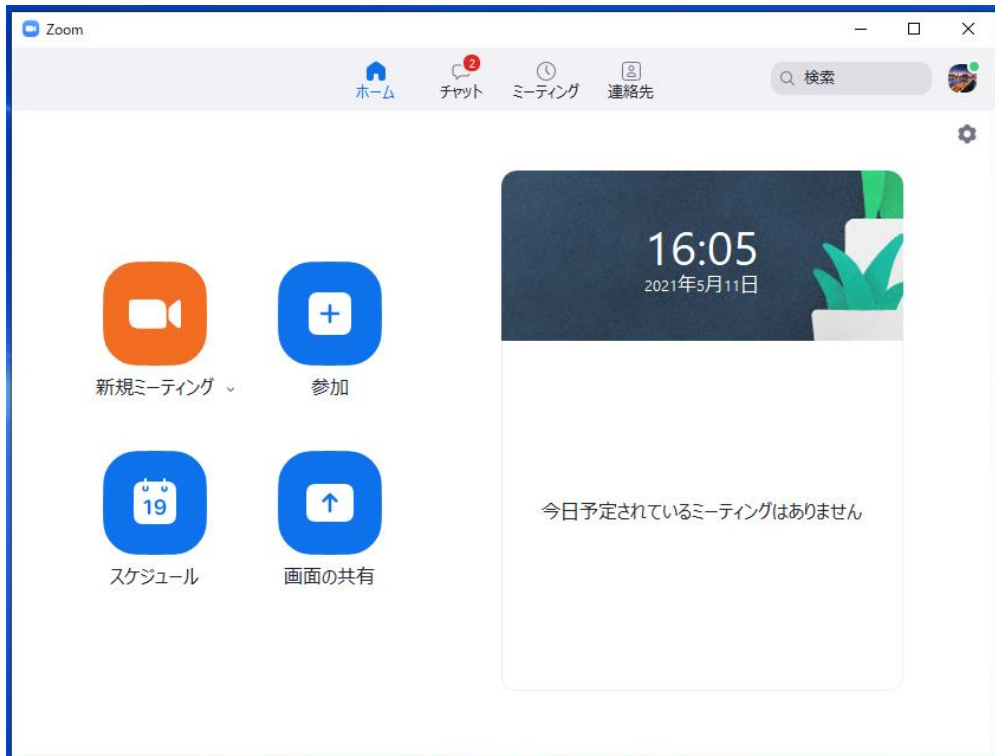 Zoom
ホーム
チャット
2
ミーティング
連絡先
検索
16:05
2021年5月11日
新規ミーティング
参加
19
スケジュール
画面の共有
今日予定されているミーティングはありません